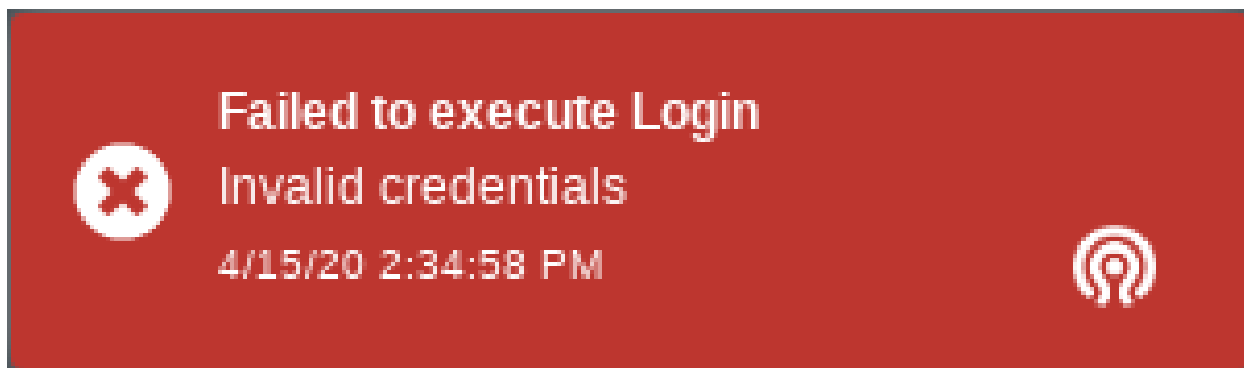 Failed to execute Login
Invalid credentials
4/15/20 2:34:58 PM